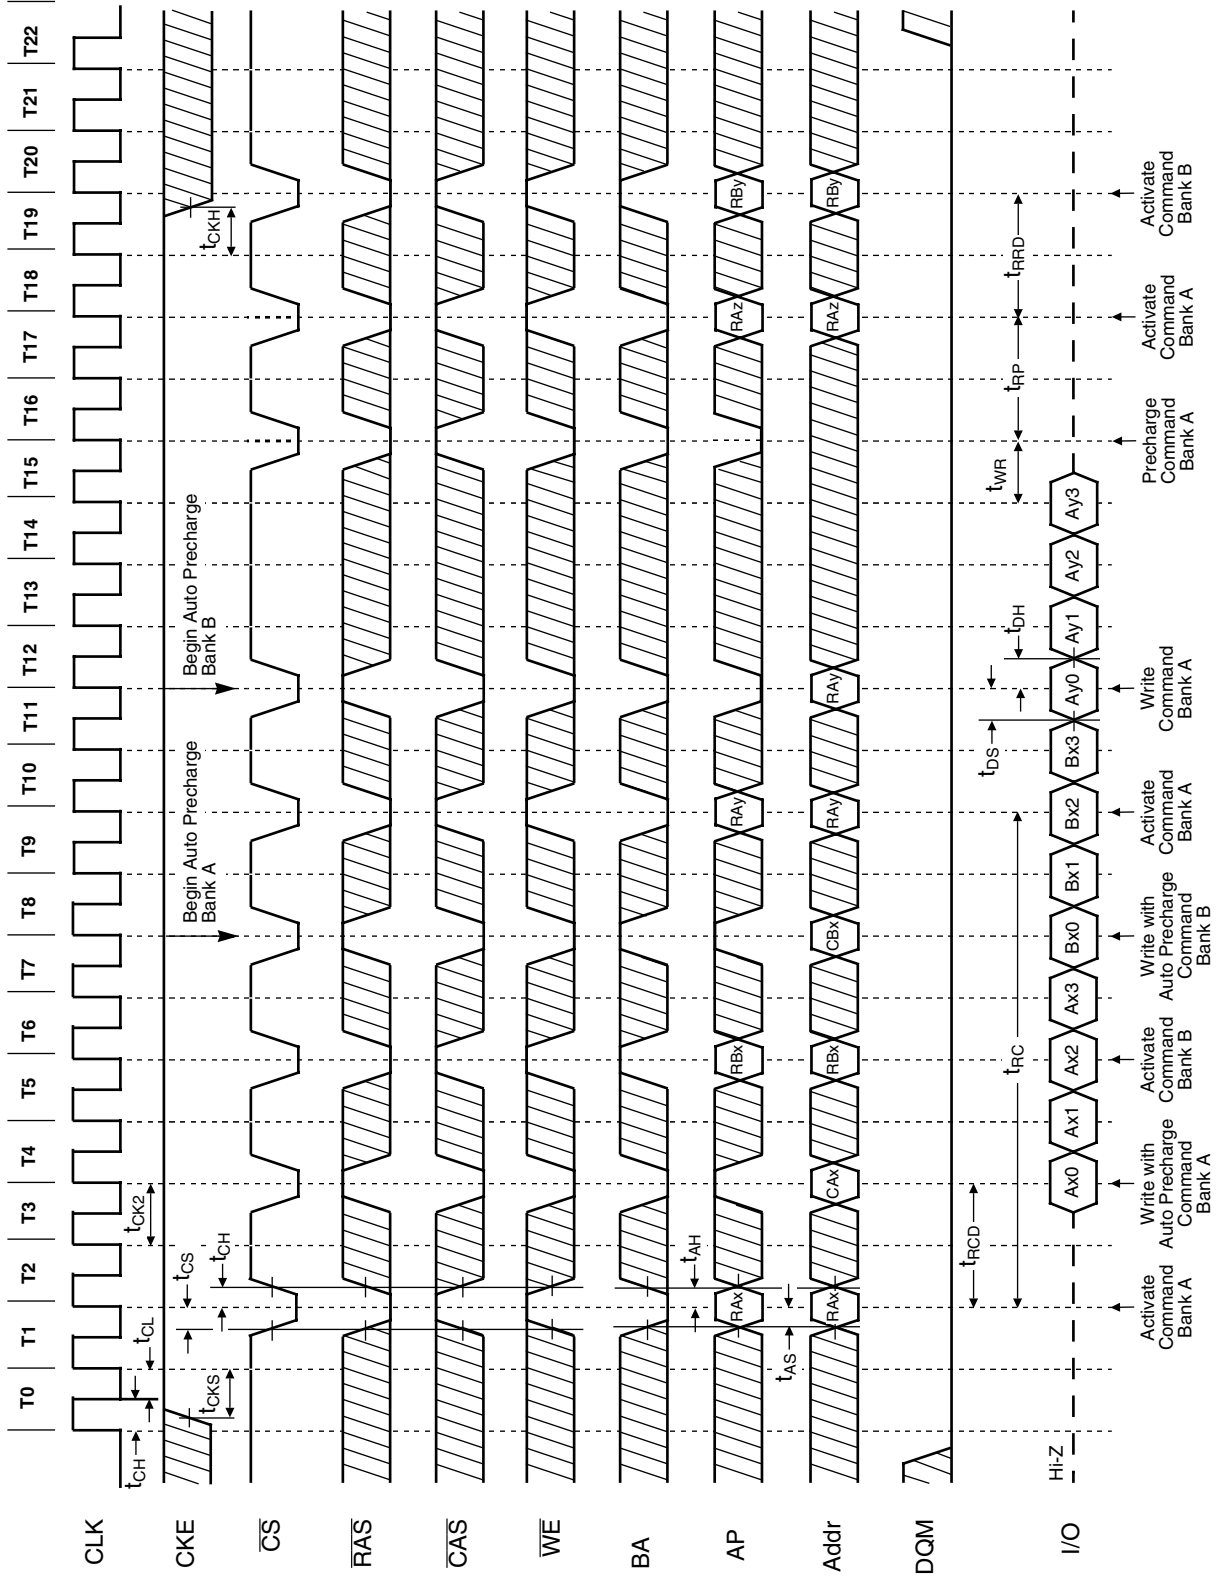 T0 T1 T2 T3 T4 T5 T6 T7 T8 T9 T10 T11 T12 T13 T14 T15 T16 T17 T18 T19 T20 T21 T22
CLK
tCH
tCL
tCK2
CKE
tCKS
tCS
tCH
Begin Auto Precharge
Bank A
Begin Auto Precharge
Bank B
tCKH
CS
RAS
CAS
WE
BA
tAH
AP
RAx
RBx
RAy
RAz
RBy
tAS
Addr
RAx
CAx
RBx
CBx
RAy
RAy
RAz
RBy
DQM
tRCD
tDS
tDH
tWR
tRC
tRP
tRRD
I/O
Hi-Z
Ax0
Ax1
Ax2
Ax3
Bx0
Bx1
Bx2
Bx3
Ay0
Ay1
Ay2
Ay3
Activate
Command
Bank A
Write with
Auto Precharge
Command
Bank A
Activate
Command
Bank B
Write with
Auto Precharge
Command
Bank B
Activate
Command
Bank A
Write
Command
Bank A
Precharge
Command
Bank A
Activate
Command
Bank A
Activate
Command
Bank B